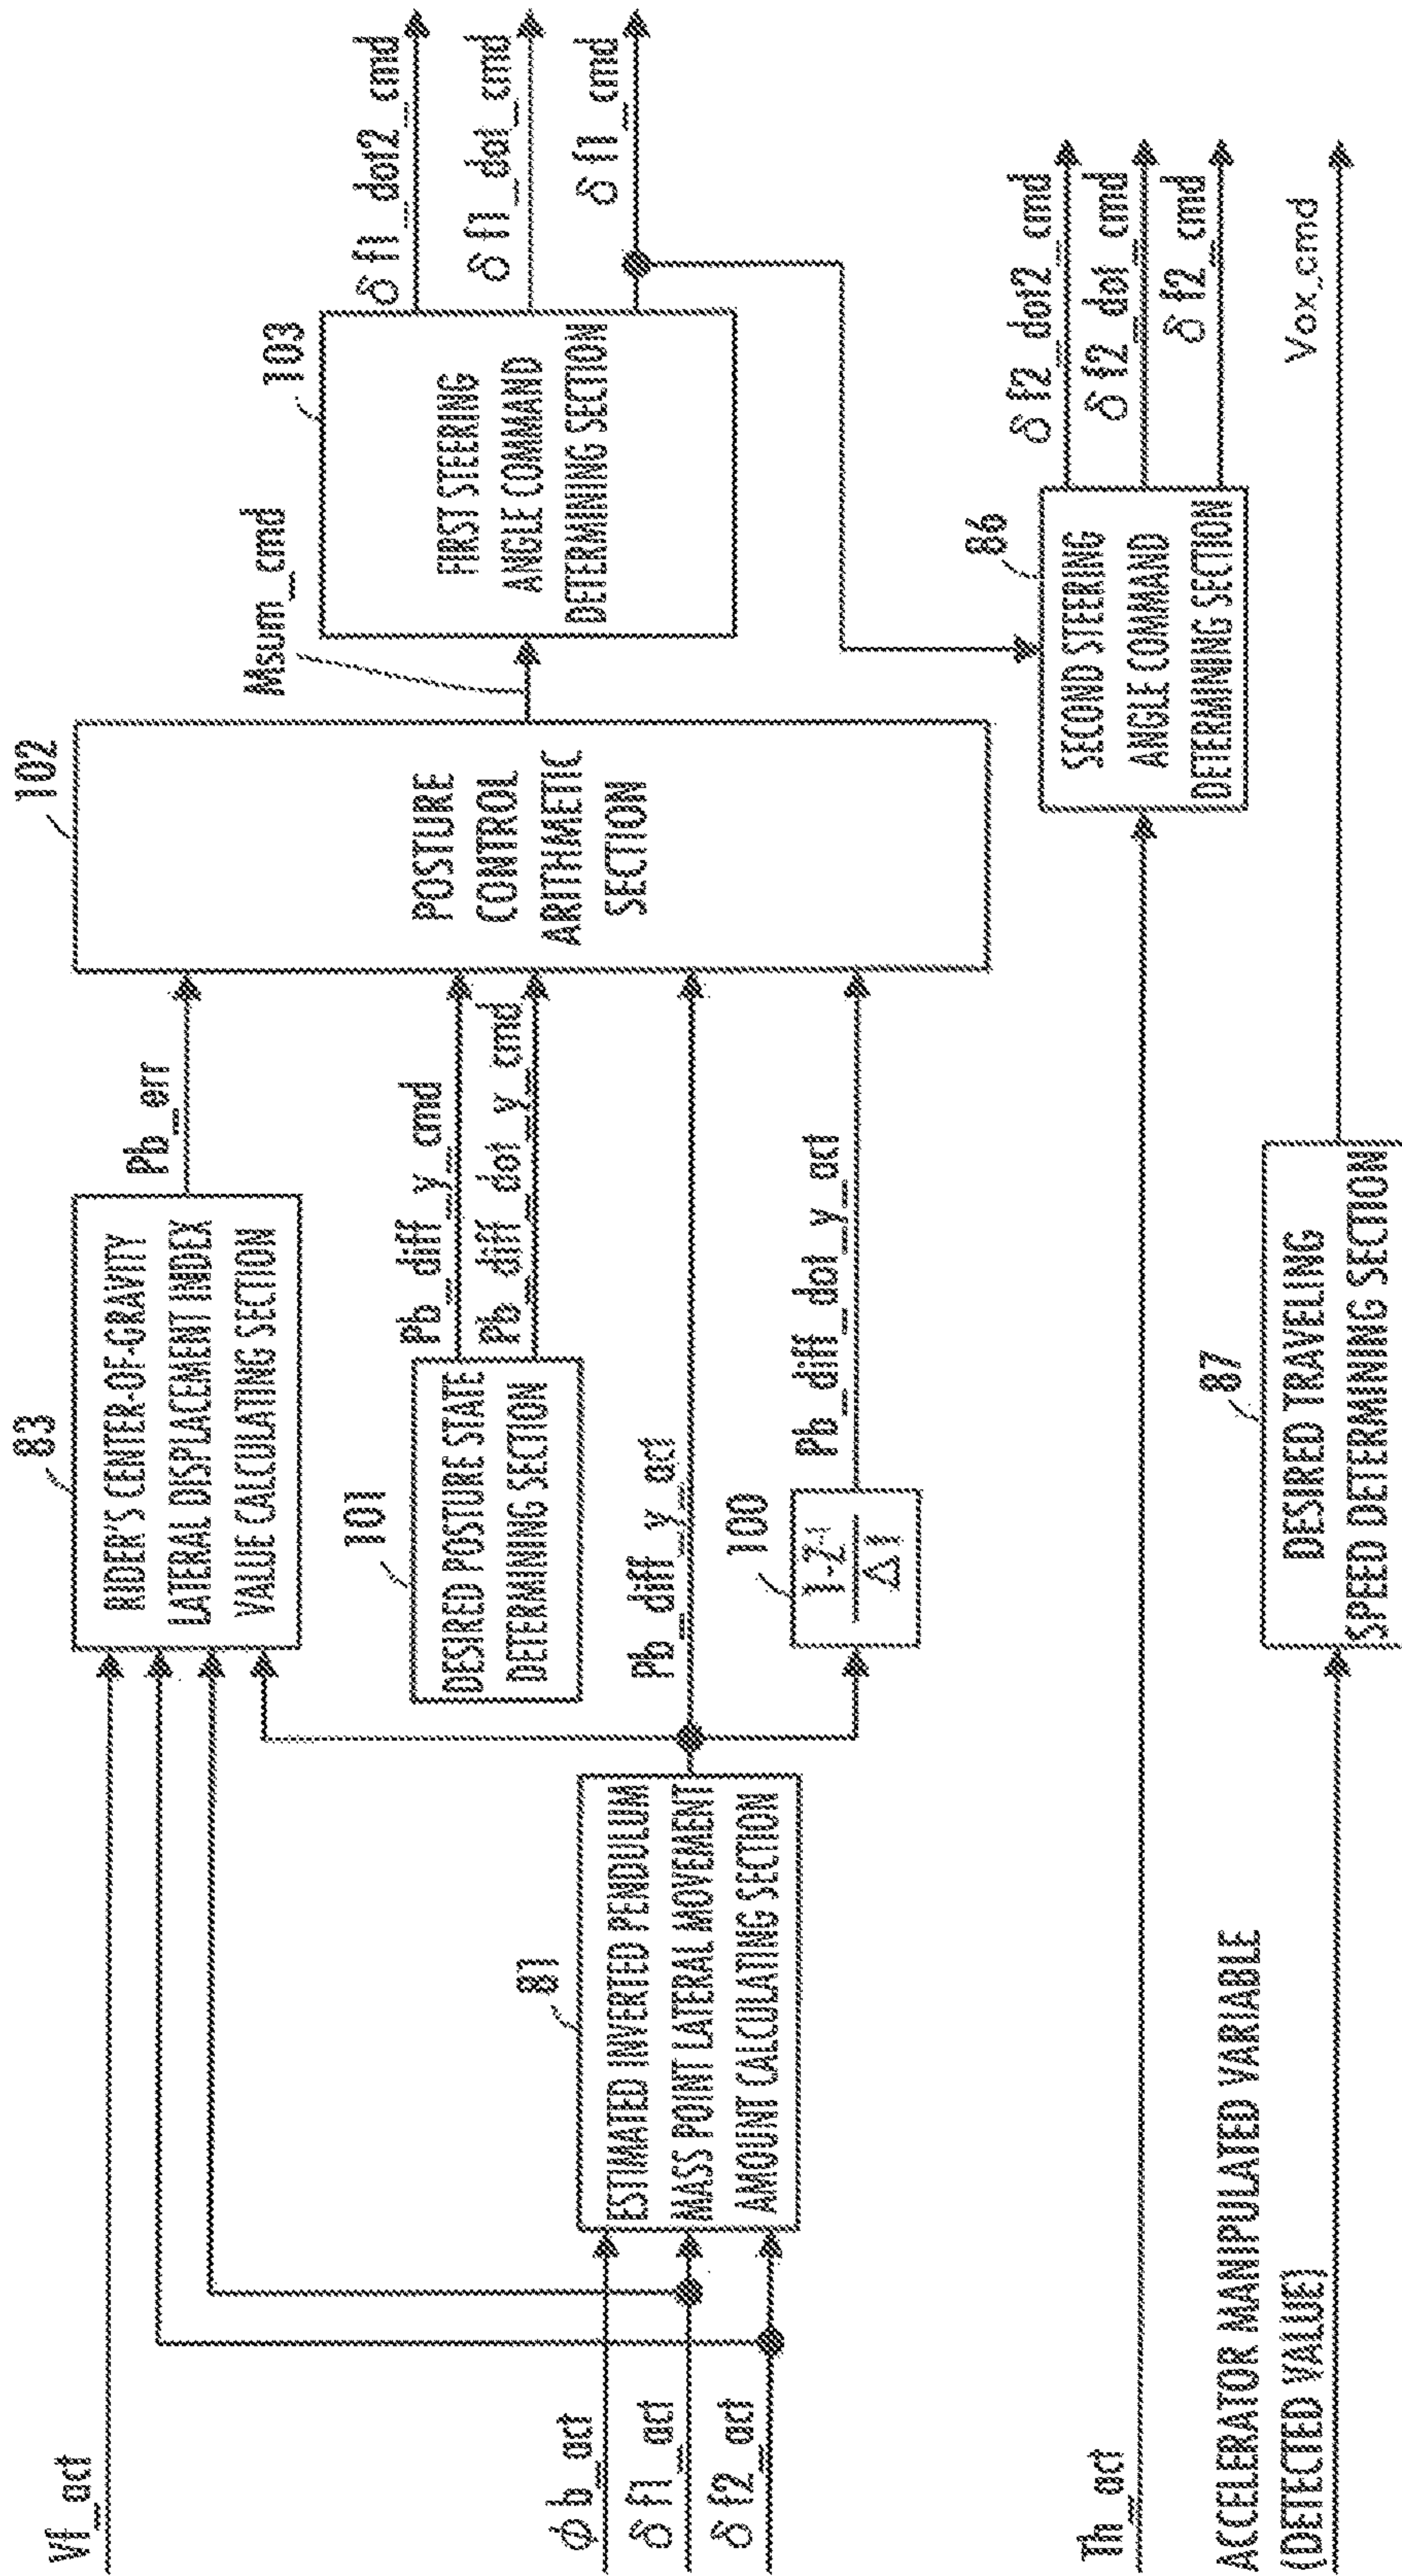 Vf_act
83
RIDER'S CENTER-OF-GRAVITY
LATERAL DISPLACEMENT INDEX
VALUE CALCULATING SECTION
Pb_err
102
POSTURE
CONTROL
ARITHMETIC
SECTION
Msum_cmd
103
FIRST STEERING
ANGLE COMMAND
DETERMINING SECTION
δf1_dot2_cmd
δf1_dot_cmd
δf1_cmd
101
DESIRED POSTURE STATE
DETERMINING SECTION
Pb_diff_y_cmd
Pb_diff_dot_y_cmd
φb_act
δf1_act
δf2_act
81
ESTIMATED INVERTED PENDULUM
MASS POINT LATERAL MOVEMENT
AMOUNT CALCULATING SECTION
Pb_diff_y_act
100
1-Z-1
Δt
Pb_diff_dot_y_act
Th_act
86
SECOND STEERING
ANGLE COMMAND
DETERMINING SECTION
δf2_dot2_cmd
δf2_dot_cmd
δf2_cmd
ACCELERATOR MANIPULATED VARIABLE
(DETECTED VALUE)
87
DESIRED TRAVELING
SPEED DETERMINING SECTION
Vox_cmd